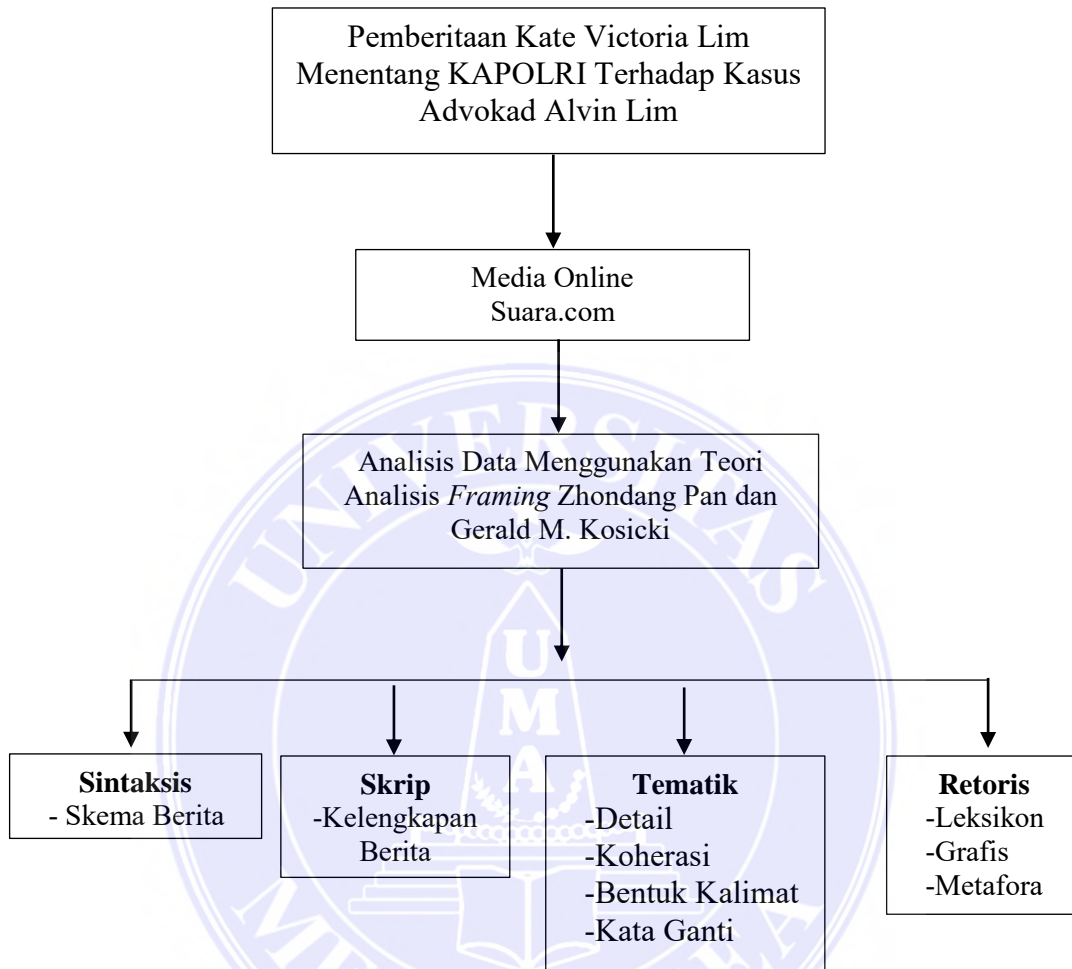 Pemberitaan Kate Victoria Lim
Menentang KAPOLRI Terhadap Kasus
Advokad Alvin Lim
Media Online
Suara.com
Analisis Data Menggunakan Teori
Analisis Framing Zhondang Pan dan
Gerald M. Kosicki
UNIVERSITAS
UMA
Sintaksis
- Skema Berita
Skrip
-Kelengkapan
Berita
Tematik
-Detail
-Koherasi
-Bentuk Kalimat
-Kata Ganti
Retoris
-Leksikon
-Grafis
-Metafora